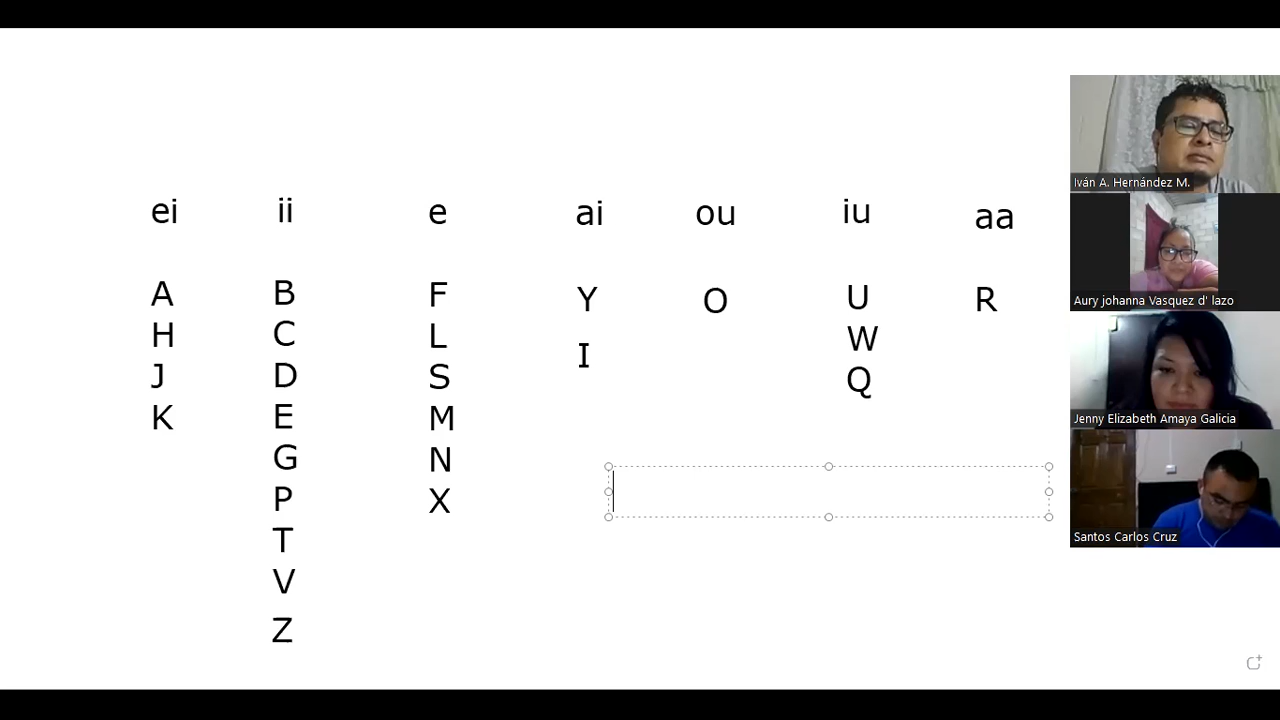 ei ii e ai ou iu aa
A B F Y O U R
H C L I W
J D S Q
K E M
G N
P X
T
V
Z
Iván A. Hernández M.
Aury johanna Vasquez d' lazo
Jenny Elizabeth Amaya Galicia
Santos Carlos Cruz